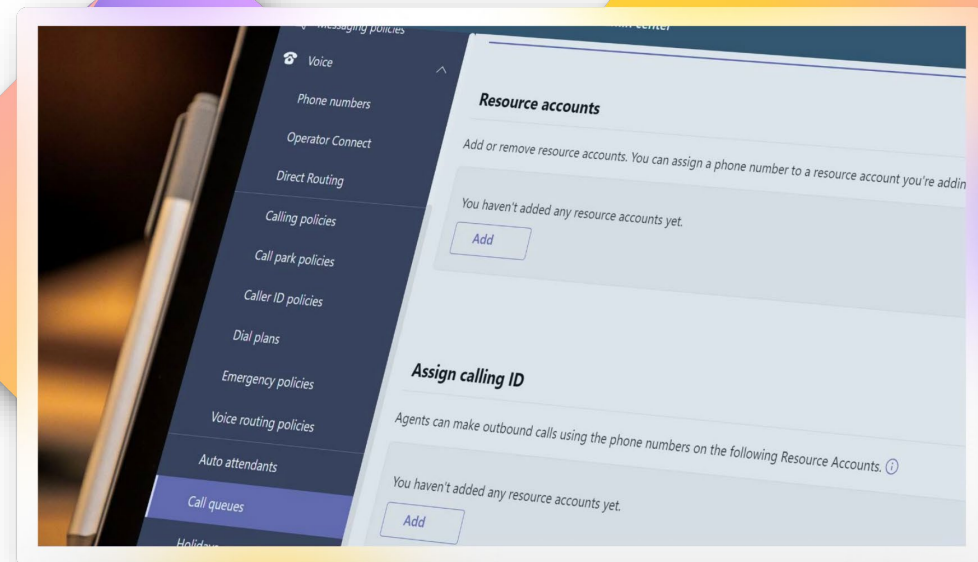 Messaging policies
Voice
Phone numbers
Operator Connect
Direct Routing
Calling policies
Call park policies
Caller ID policies
Dial plans
Emergency policies
Voice routing policies
Auto attendants
Call queues
Holidays
center
Resource accounts
Add or remove resource accounts. You can assign a phone number to a resource account you're addin
You haven't added any resource accounts yet.
Add
Assign calling ID
Agents can make outbound calls using the phone numbers on the following Resource Accounts.
You haven't added any resource accounts yet.
Add